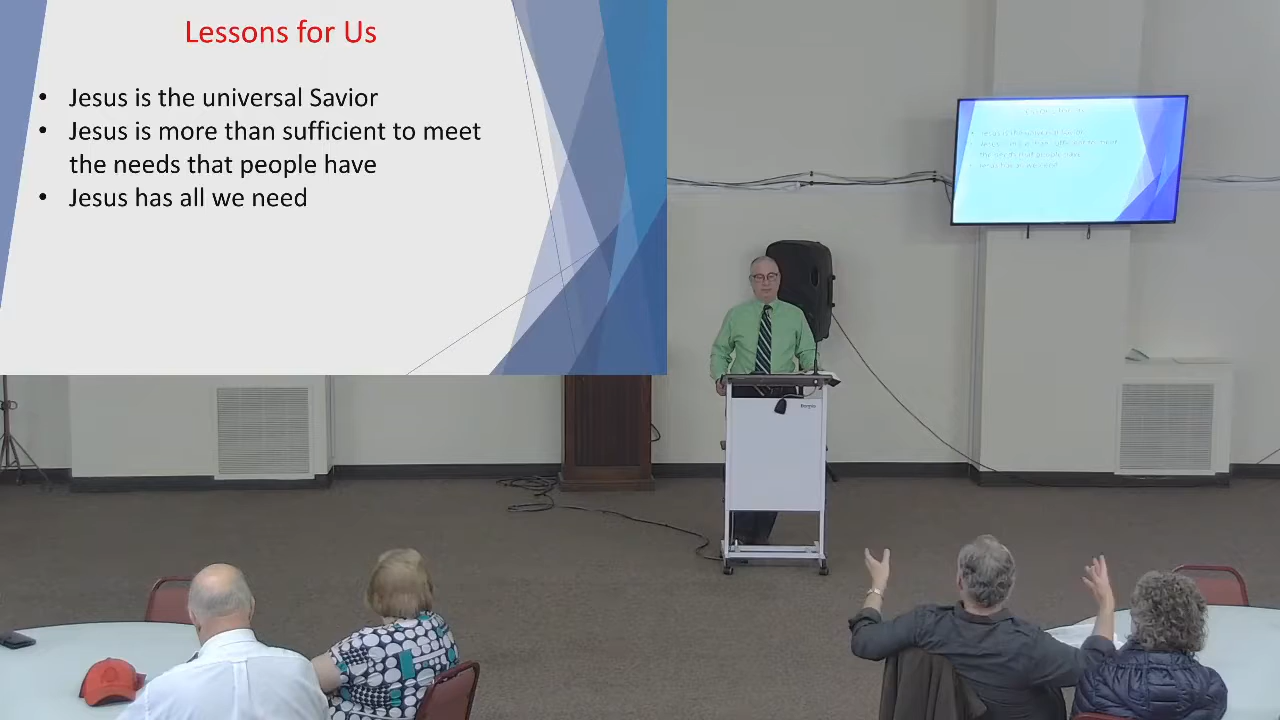 Lessons for Us
• Jesus is the universal Savior
• Jesus is more than sufficient to meet
the needs that people have
• Jesus has all we need